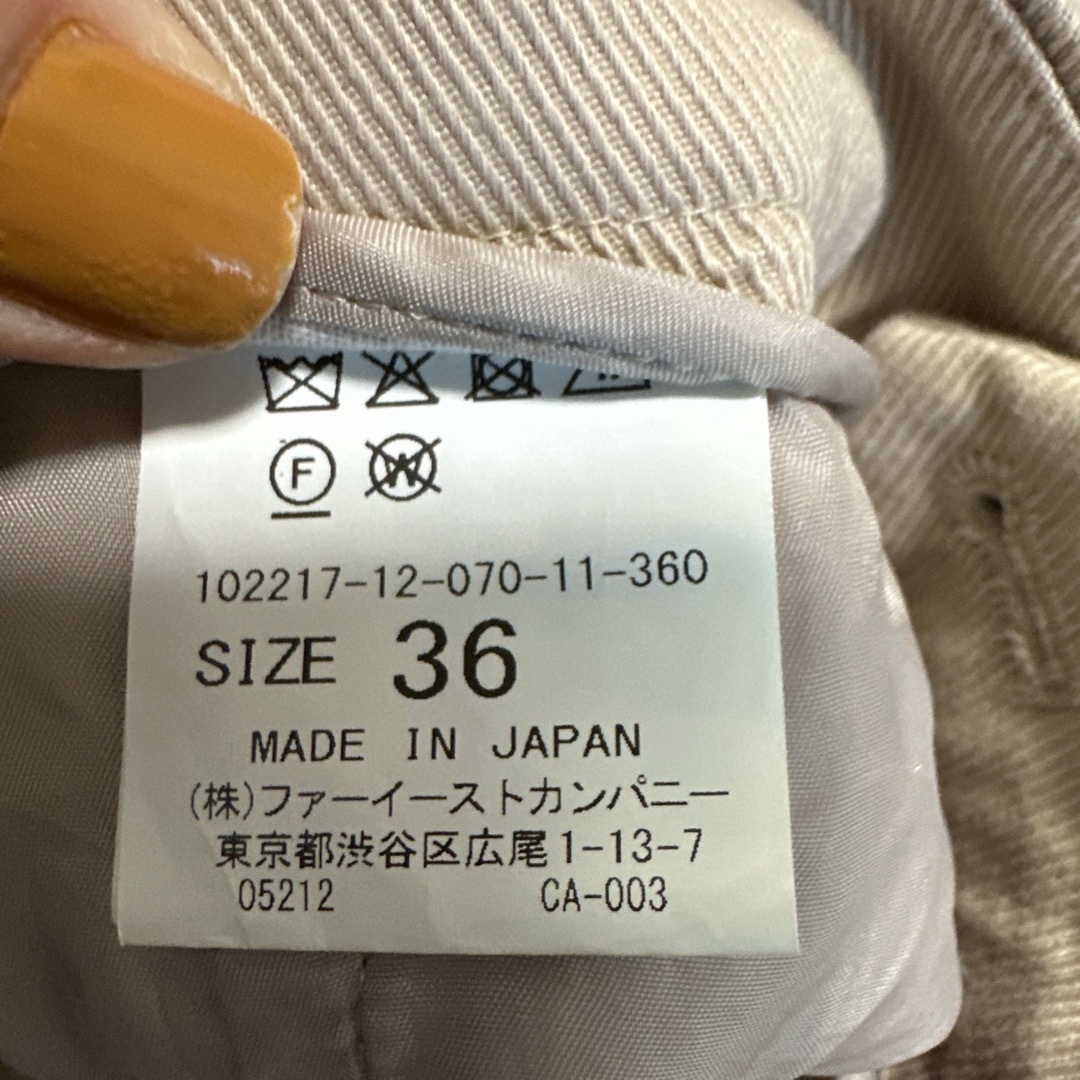 F W
102217-12-070-11-360
SIZE 36
MADE IN JAPAN
(株)ファーイーストカンパニー
東京都渋谷区広尾1-13-7
05212 CA-003